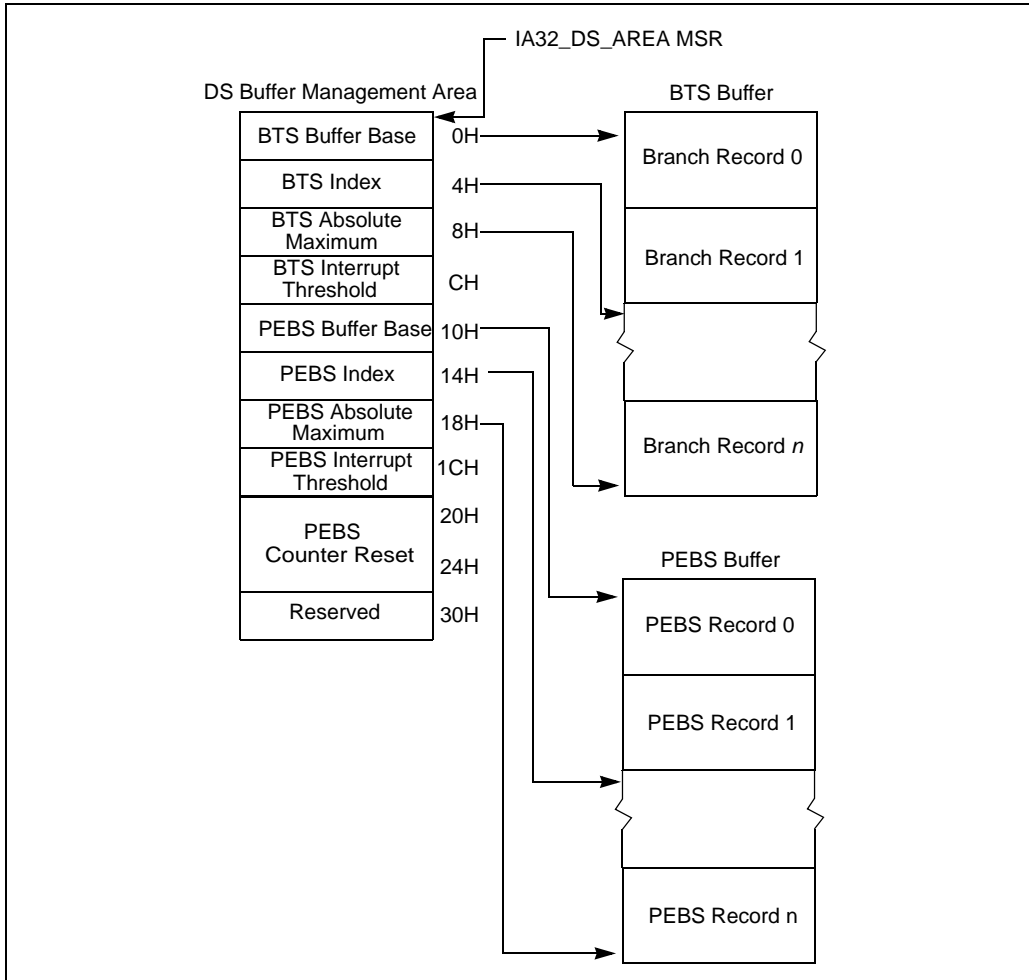 IA32_DS_AREA MSR
DS Buffer Management Area
BTS Buffer Base 0H
BTS Index 4H
BTS Absolute
Maximum 8H
BTS Interrupt
Threshold CH
PEBS Buffer Base 10H
PEBS Index 14H
PEBS Absolute
Maximum 18H
PEBS Interrupt
Threshold 1CH
20H
PEBS
Counter Reset
24H
Reserved 30H
BTS Buffer
Branch Record 0
Branch Record 1
Branch Record n
PEBS Buffer
PEBS Record 0
PEBS Record 1
PEBS Record n